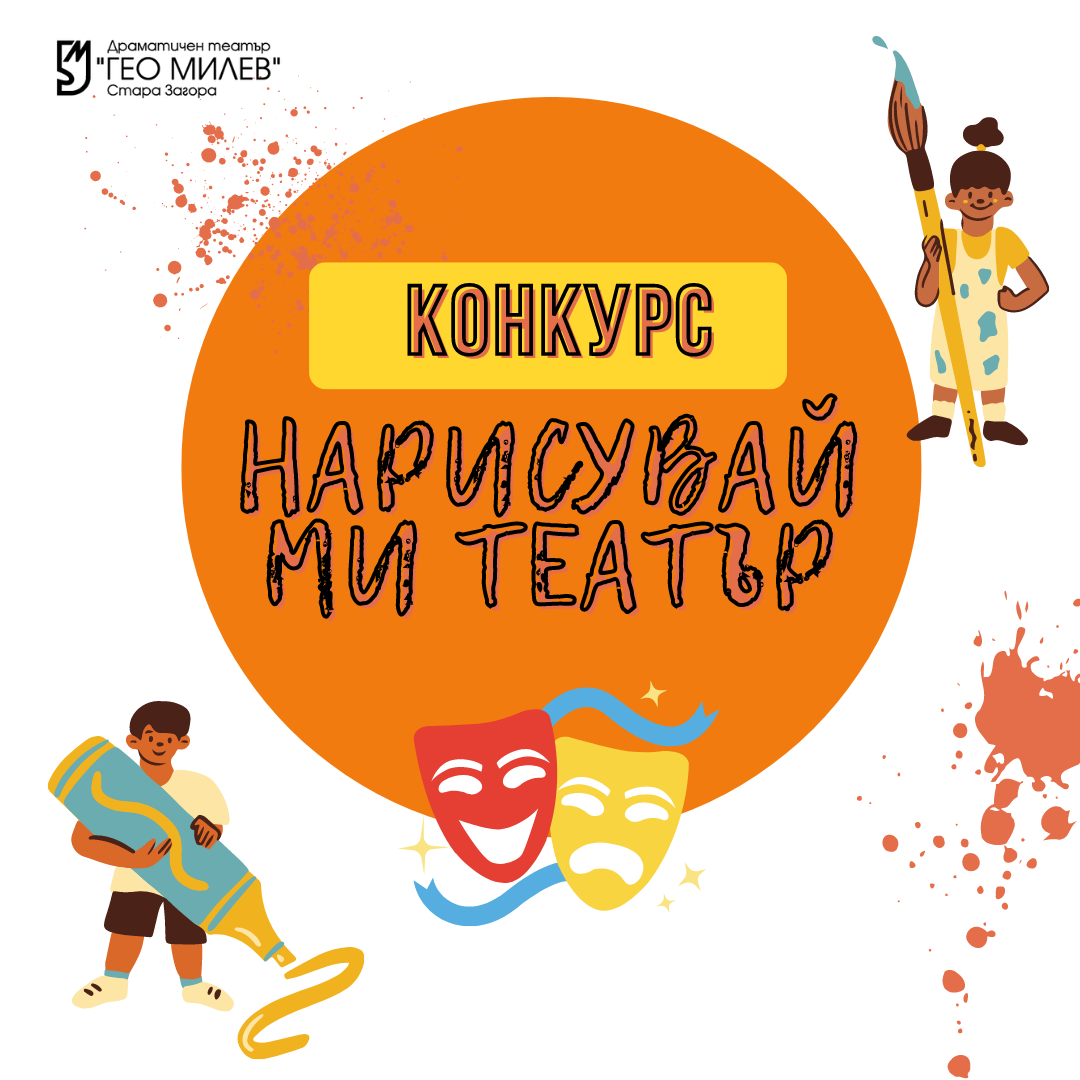 Драматичен театър
"ГЕО МИЛЕВ"
Стара Загора
КОНКУРС
НАРИСУВАЙ
МИ ТЕАТЪР